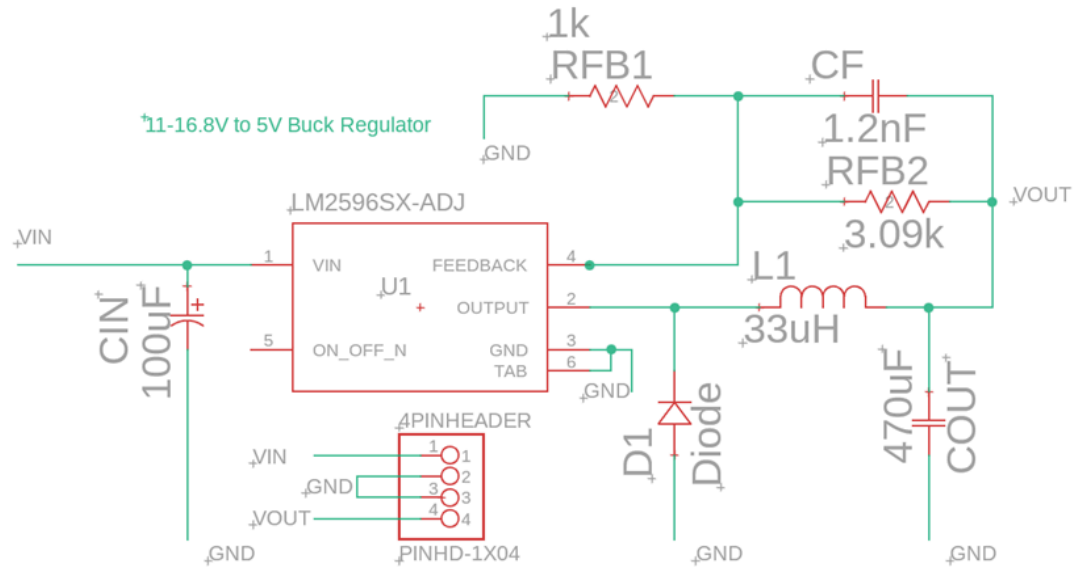 1k
RFB1
2
CF
1.2nF
11-16.8V to 5V Buck Regulator
GND
RFB2
2
3.09k
VOUT
LM2596SX-ADJ
VIN
1
VIN
FEEDBACK
4
U1
OUTPUT
2
L1
33uH
CIN
100uF
5
ON_OFF_N
GND
3
TAB
6
GND
D1
Diode
470uF
COUT
4PINHEADER
VIN
1
1
2
GND
3
3
VOUT
4
4
PINHD-1X04
GND
GND
GND